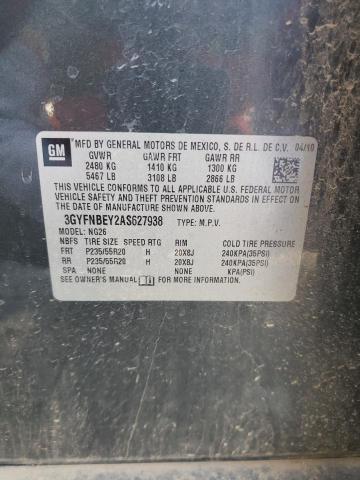 GM
MFD BY GENERAL MOTORS DE MEXICO, S. DE R.L. DE C.V. 04/10
GVWR GAWR FRT GAWR RR
2480 KG 1410 KG 1300 KG
5467 LB 3108 LB 2866 LB
THIS VEHICLE CONFORMS TO ALL APPLICABLE U.S. FEDERAL MOTOR
VEHICLE SAFETY AND THEFT PREVENTION STANDARDS IN EFFECT
ON THE DATE OF MANUFACTURE SHOWN ABOVE.
3GYFNBEY2AS627938 TYPE: M.P.V.
MODEL: NG26
NBFS TIRE SIZE SPEED RTG RIM COLD TIRE PRESSURE
FRT P235/55R20 H 20X8J 240KPA(35PSI)
RR P235/55R20 H 20X8J 240KPA(35PSI)
SPA NONE NONE KPA(PSI)
SEE OWNER'S MANUAL FOR MORE INFORMATION.